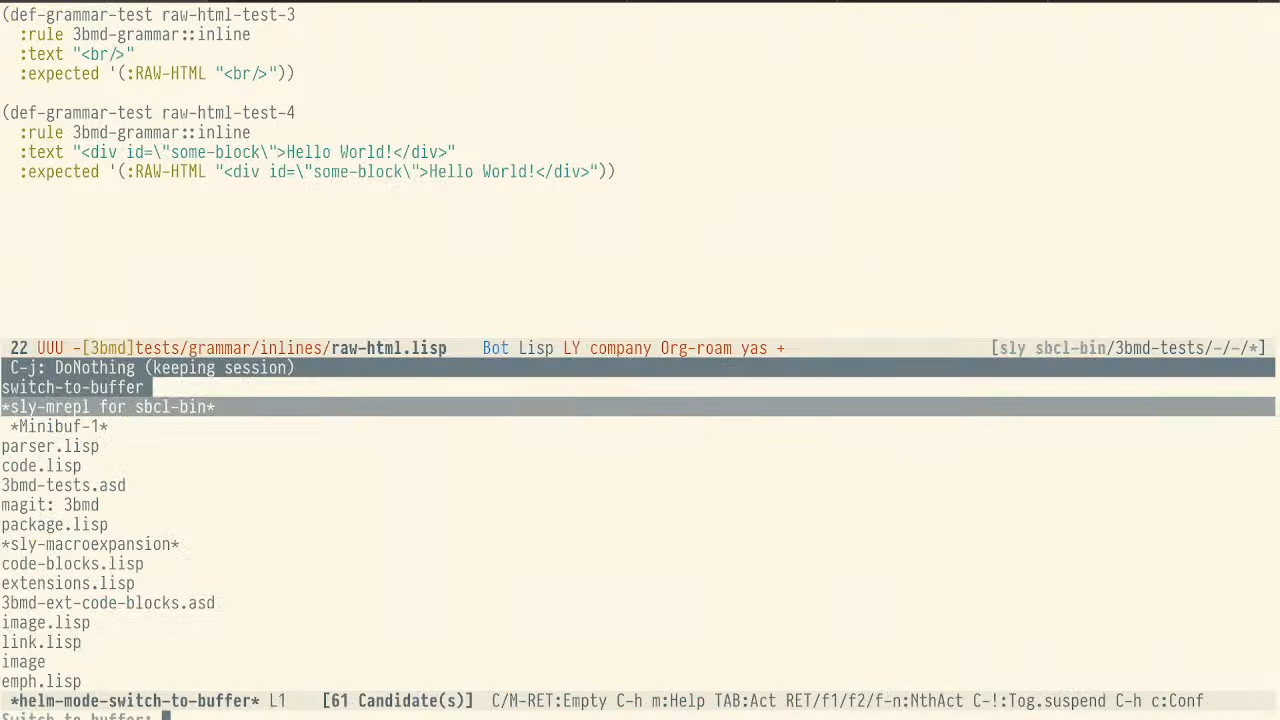 (def-grammar-test raw-html-test-3
  :rule 3bmd-grammar::inline
  :text "<br/>"
  :expected '(:RAW-HTML "<br/>"))
(def-grammar-test raw-html-test-4
  :rule 3bmd-grammar::inline
  :text "<div id=\"some-block\">Hello World!</div>"
  :expected '(:RAW-HTML "<div id=\"some-block\">Hello World!</div>"))
22 UUU -[3bmd]tests/grammar/inlines/raw-html.lisp Bot Lisp LY company Org-roam yas + [sly sbcl-bin/3bmd-tests/-/-/*]
C-j: DoNothing (keeping session)
switch-to-buffer
*sly-mrepl for sbcl-bin*
*Minibuf-1*
parser.lisp
code.lisp
3bmd-tests.asd
magit: 3bmd
package.lisp
*sly-macroexpansion*
code-blocks.lisp
extensions.lisp
3bmd-ext-code-blocks.asd
image.lisp
link.lisp
image
emph.lisp
*helm-mode-switch-to-buffer* L1 [61 Candidate(s)] C/M-RET:Empty C-h m:Help TAB:Act RET/f1/f2/f-n:NthAct C-!:Tog.suspend C-h c:Conf
Switch to buffer: